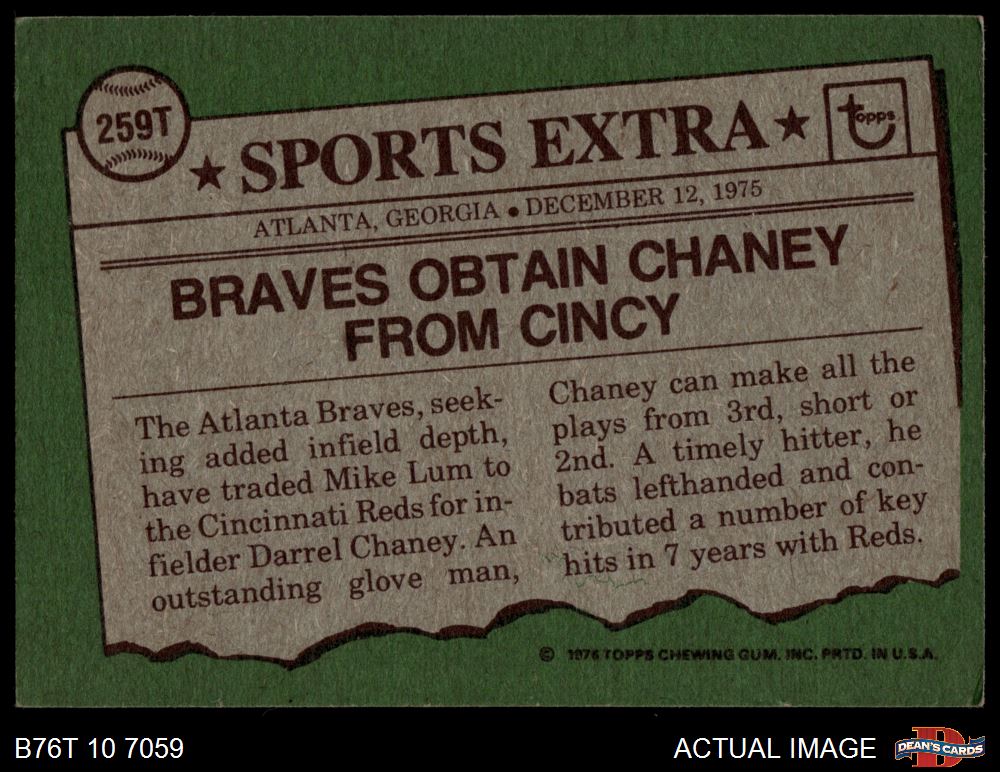 259T
★ SPORTS EXTRA ★
topps
ATLANTA, GEORGIA • DECEMBER 12, 1975
BRAVES OBTAIN CHANEY
FROM CINCY
The Atlanta Braves, seek-
ing added infield depth,
have traded Mike Lum to
the Cincinnati Reds for in-
fielder Darrel Chaney. An
outstanding glove man,
Chaney can make all the
plays from 3rd, short or
2nd. A timely hitter, he
bats lefthanded and con-
tributed a number of key
hits in 7 years with Reds.
© 1976 TOPPS CHEWING GUM, INC. PRTD. IN U.S.A.
B76T 10 7059
ACTUAL IMAGE
D
DEAN'S CARDS